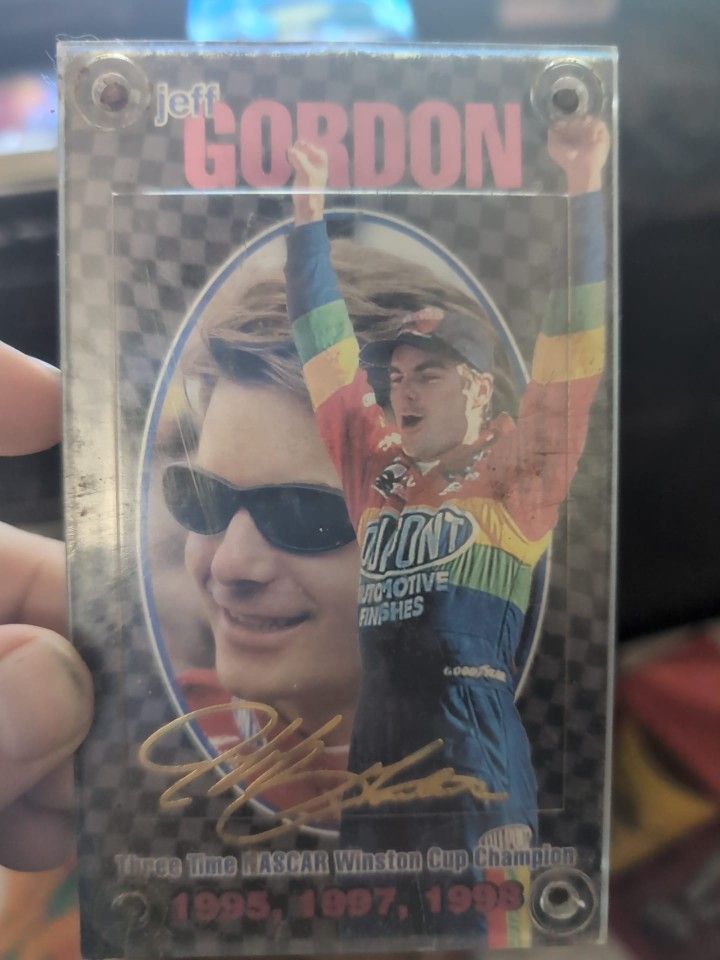 jeff
GORDON
DUPONT
AUTOMOTIVE
FINISHES
GOODYEAR
Three Time NASCAR Winston Cup Champion
1995, 1997, 1998